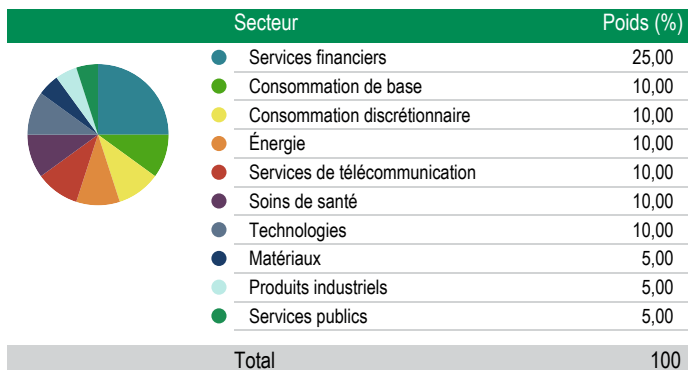 Secteur Poids (%)
Services financiers 25,00
Consommation de base 10,00
Consommation discrétionnaire 10,00
Énergie 10,00
Services de télécommunication 10,00
Soins de santé 10,00
Technologies 10,00
Matériaux 5,00
Produits industriels 5,00
Services publics 5,00
Total 100